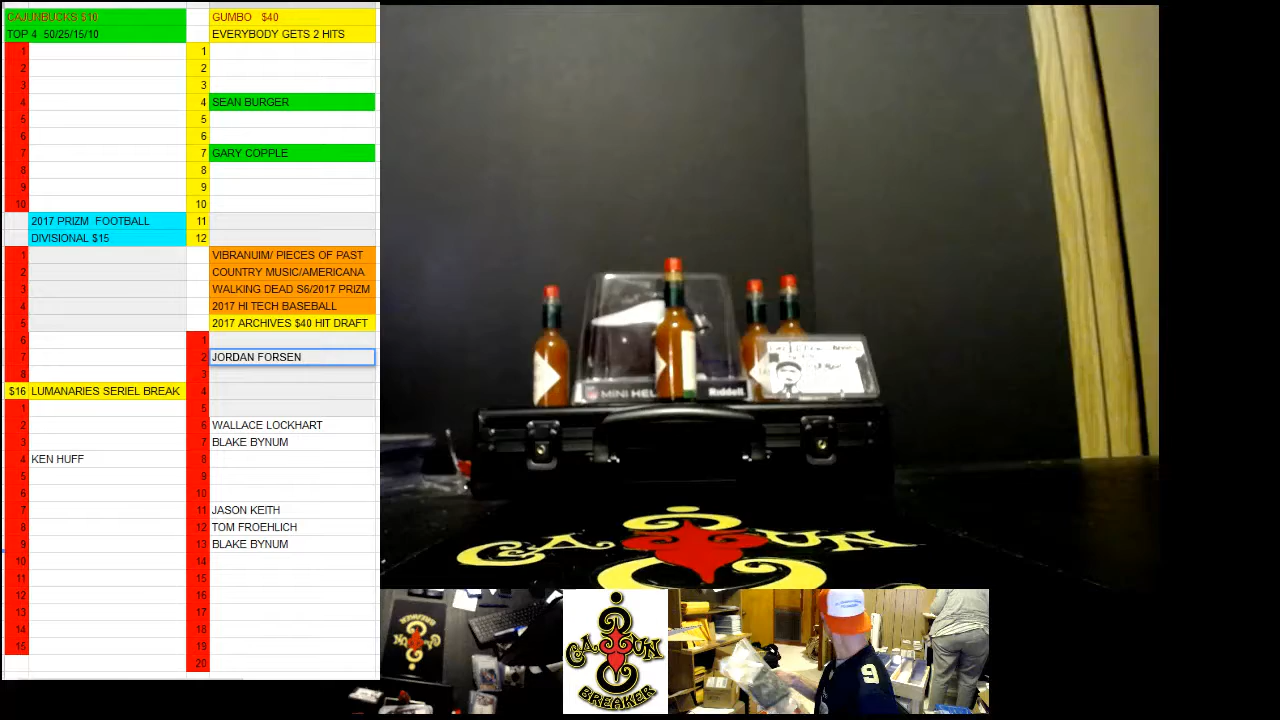 CAJUNBUCKS $10
TOP 4 50/25/15/10
1
2
3
4
5
6
7
8
9
10
2017 PRIZM FOOTBALL
DIVISIONAL $15
1
2
3
4
5
6
7
8
$16 LUMANARIES SERIEL BREAK
1
2
3
4 KEN HUFF
5
6
7
8
9
10
11
12
13
14
15
GUMBO $40
EVERYBODY GETS 2 HITS
1
2
3
4 SEAN BURGER
5
6
7 GARY COPPLE
8
9
10
11
12
VIBRANUIM/ PIECES OF PAST
COUNTRY MUSIC/AMERICANA
WALKING DEAD S6/2017 PRIZM
2017 HI TECH BASEBALL
2017 ARCHIVES $40 HIT DRAFT
1
2 JORDAN FORSEN
3
4
5
6 WALLACE LOCKHART
7 BLAKE BYNUM
8
9
10
11 JASON KEITH
12 TOM FROEHLICH
13 BLAKE BYNUM
14
15
16
17
18
19
20
MINI
Riddell
CAJUN
CAJUN
BREAKER
CAJUN
BREAKER
9